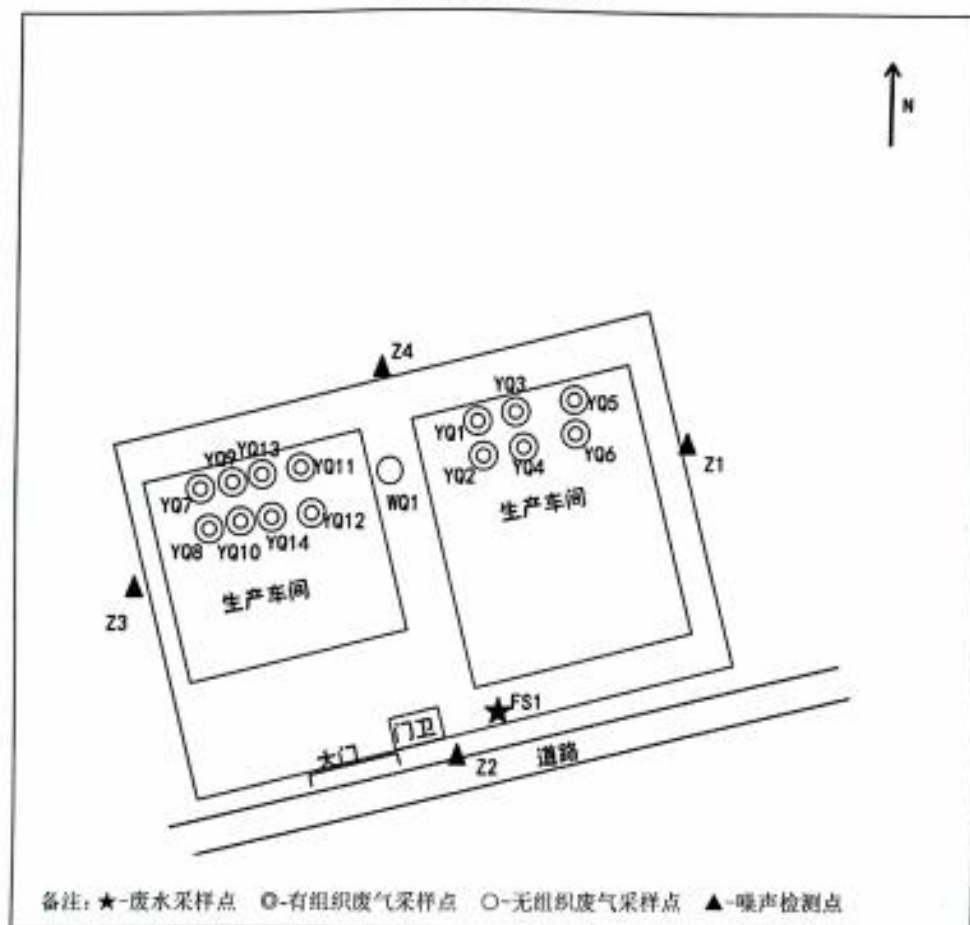 N
Z4
YQ3
YQ5
YQ1
YQ2
YQ4
YQ6
Z1
YQ9
YQ13
YQ11
YQ7
WQ1
生产车间
YQ12
YQ8
YQ10
YQ14
生产车间
Z3
FS1
门卫
大门
Z2
道路
备注：★-废水采样点 ◎-有组织废气采样点 ○-无组织废气采样点 ▲-噪声检测点